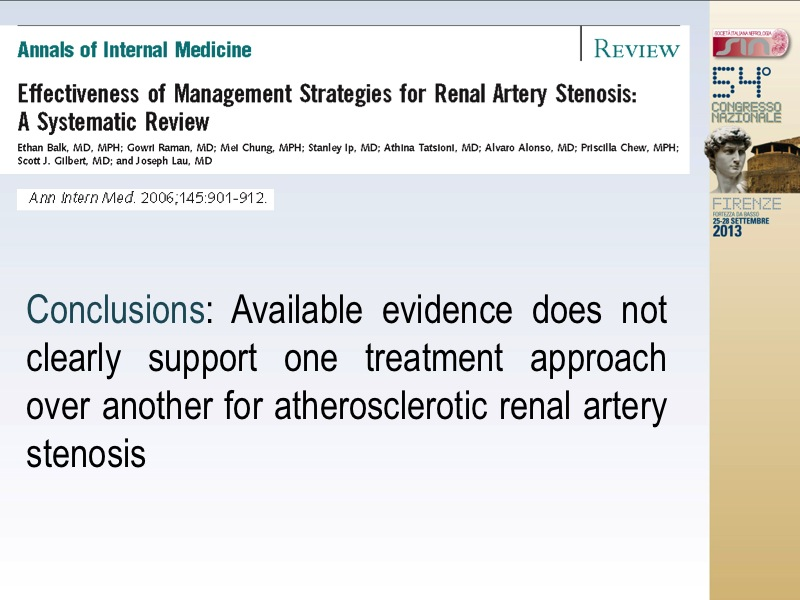 Annals of Internal Medicine
REVIEW
Effectiveness of Management Strategies for Renal Artery Stenosis:
A Systematic Review
Ethan Balk, MD, MPH; Gowri Raman, MD; Mei Chung, MPH; Stanley Ip, MD; Athina Tatsioni, MD; Alvaro Alonso, MD; Priscilla Chew, MPH;
Scott J. Gilbert, MD; and Joseph Lau, MD
Ann Intern Med. 2006;145:901-912.
Conclusions: Available evidence does not
clearly support one treatment approach
over another for atherosclerotic renal artery
stenosis
SOCIETÀ ITALIANA NEFROLOGIA
SIN
54°
CONGRESSO
NAZIONALE
FIRENZE
FORTEZZA DA BASSO
25-28 SETTEMBRE
2013